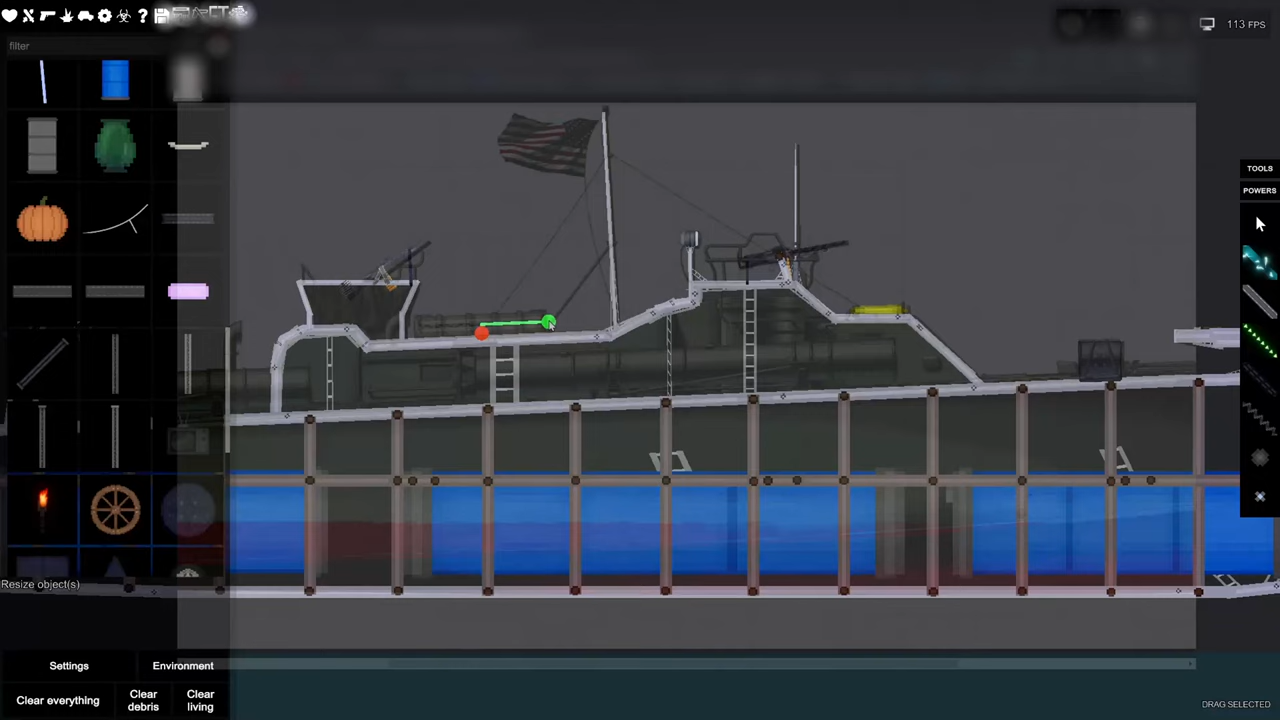 113 FPS
filter
TOOLS
POWERS
Resize object(s)
Settings
Environment
Clear everything
Clear
debris
Clear
living
DRAG SELECTED